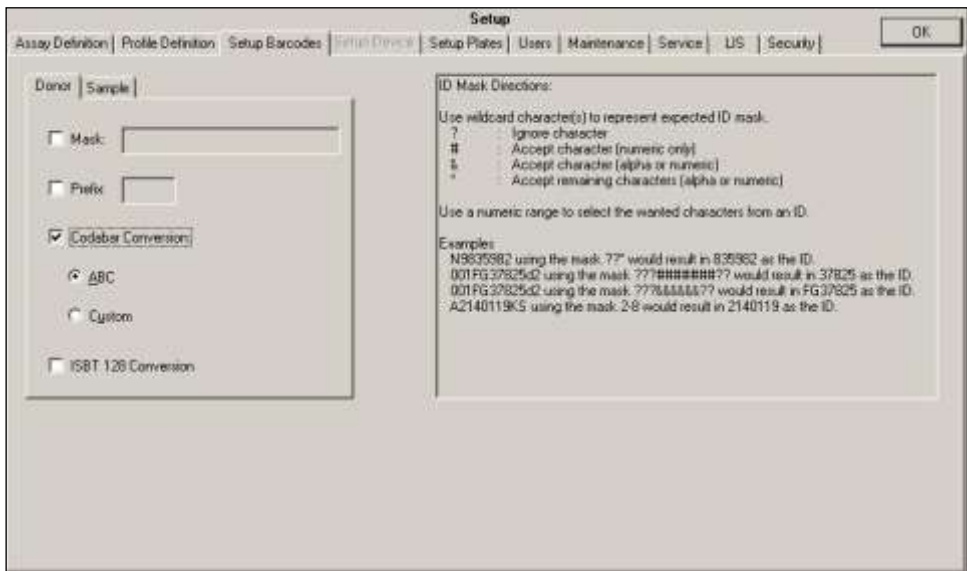 Setup
OK
Assay Definition Profile Definition Setup Barcodes Setup Device Setup Plates Users Maintenance Service LIS Security
Donor Sample
Mask:
Prefix
Codabar Conversion:
ABC
Custom
ISBT 128 Conversion
ID Mask Directions:
Use wildcard character(s) to represent expected ID mask.
? : Ignore character
# : Accept character (numeric only)
& : Accept character (alpha or numeric)
* : Accept remaining characters (alpha or numeric)
Use a numeric range to select the wanted characters from an ID.
Examples
N9835982 using the mask ??* would result in 835982 as the ID.
001FG37825d2 using the mask ???#######?? would result in 37825 as the ID.
001FG37825d2 using the mask ???&&&&&&?? would result in FG37825 as the ID.
A2140119KS using the mask 2-8 would result in 2140119 as the ID.